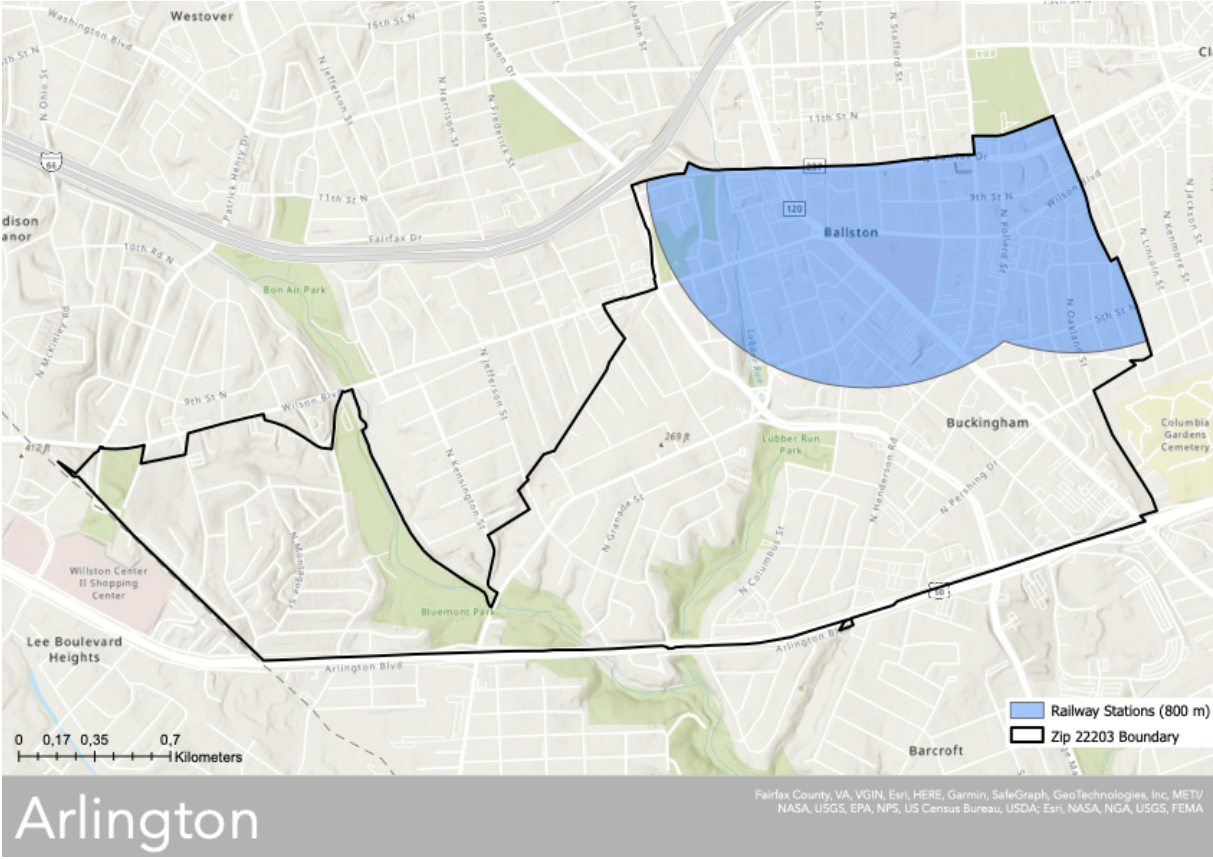 Westover
16th St N
Washington Blvd
N Ohio St
N Jefferson St
N Harrison St
N Frederick St
George Mason Dr
N Stafford St
11th St N
66
Patrick Henry Dr
11th St N
237
120
9th St N
Wilson Blvd
N Jackson St
N Kenmore St
N Lincoln St
N Pollard St
Ballston
10th Rd N
Fairfax Dr
Bon Air Park
N McKinley Rd
N Oakland St
5th St N
Lubber Run
N Jefferson St
9th St N
Wilson Blvd
Buckingham
Columbia
Gardens
Cemetery
412 ft
269 ft
Lubber Run
Park
N Kensington St
N Henderson Rd
N Pershing Dr
N Granada St
N Montague St
N Columbus St
Willston Center
II Shopping
Center
50
Bluemont Park
Lee Boulevard
Heights
Arlington Blvd
Arlington
Barcroft
Railway Stations (800 m)
Zip 22203 Boundary
0 0,17 0,35 0,7
Kilometers
Arlington
Fairfax County, VA, VGIN, Esri, HERE, Garmin, SafeGraph, GeoTechnologies, Inc, METI/
NASA, USGS, EPA, NPS, US Census Bureau, USDA; Esri, NASA, NGA, USGS, FEMA